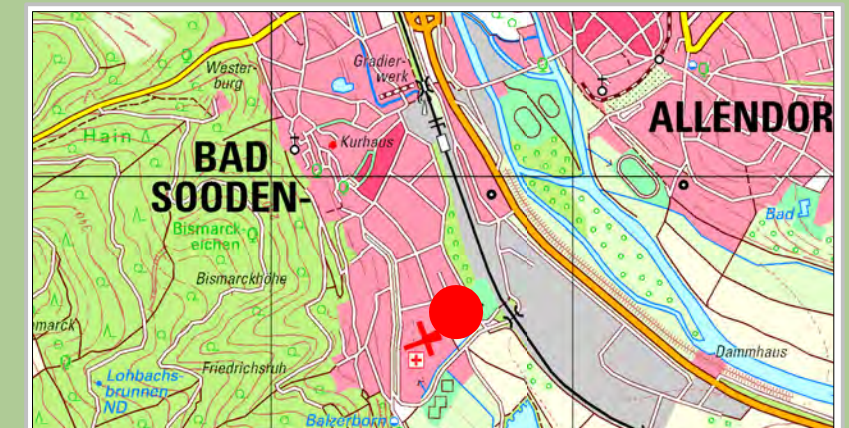 Wester-
burg
Gradier-
werk
Hain
Kurhaus
BAD
SOODEN-
ALLENDOR
Bismarck-
eichen
Bad
Bismarckhöhe
marck
Friedrichsruh
Dammhaus
Lohbachs-
brunnen
ND
Balzerborn